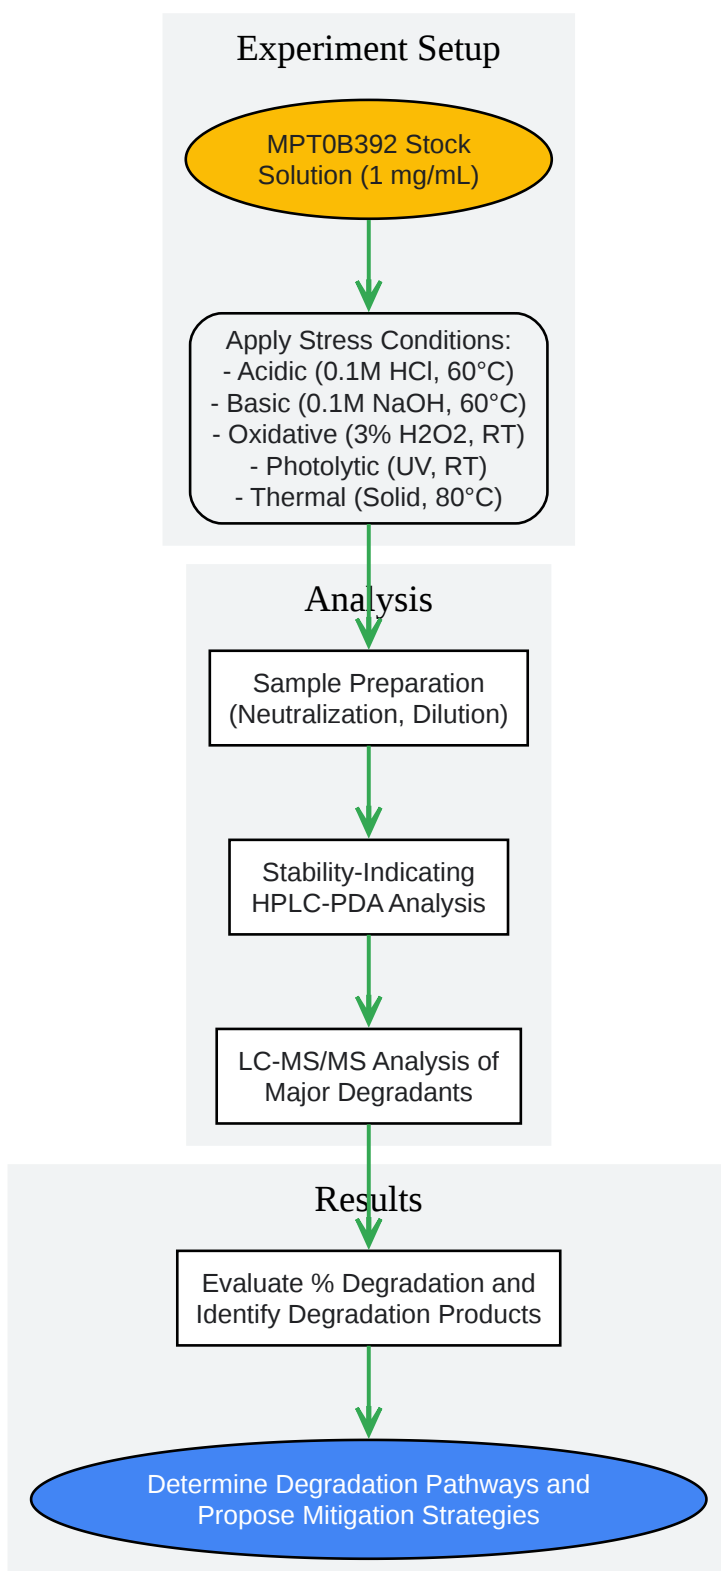 Experiment Setup
MPT0B392 Stock
Solution (1 mg/mL)
Apply Stress Conditions:
- Acidic (0.1M HCl, 60°C)
- Basic (0.1M NaOH, 60°C)
- Oxidative (3% H2O2, RT)
- Photolytic (UV, RT)
- Thermal (Solid, 80°C)
Analysis
Sample Preparation
(Neutralization, Dilution)
Stability-Indicating
HPLC-PDA Analysis
LC-MS/MS Analysis of
Major Degradants
Results
Evaluate % Degradation and
Identify Degradation Products
Determine Degradation Pathways and
Propose Mitigation Strategies